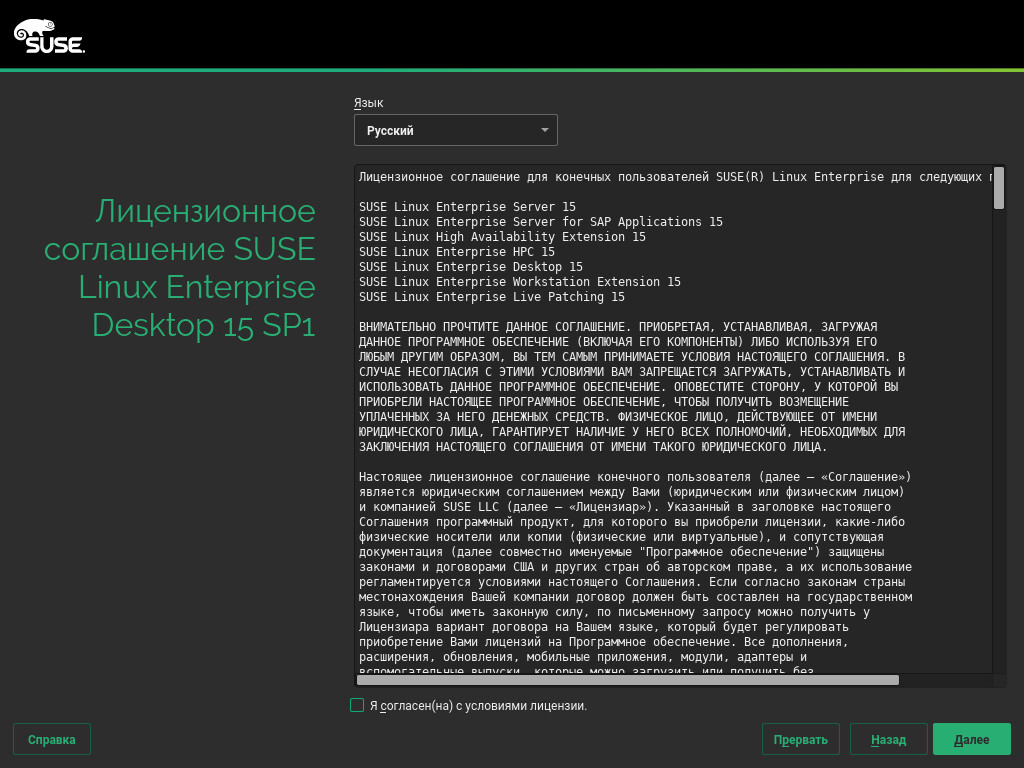 SUSE
Язык
Русский
Лицензионное
соглашение SUSE
Linux Enterprise
Desktop 15 SP1
Лицензионное соглашение для конечных пользователей SUSE(R) Linux Enterprise для следующих
SUSE Linux Enterprise Server 15
SUSE Linux Enterprise Server for SAP Applications 15
SUSE Linux High Availability Extension 15
SUSE Linux Enterprise HPC 15
SUSE Linux Enterprise Desktop 15
SUSE Linux Enterprise Workstation Extension 15
SUSE Linux Enterprise Live Patching 15
ВНИМАТЕЛЬНО ПРОЧТИТЕ ДАННОЕ СОГЛАШЕНИЕ. ПРИОБРЕТАЯ, УСТАНАВЛИВАЯ, ЗАГРУЖАЯ
ДАННОЕ ПРОГРАММНОЕ ОБЕСПЕЧЕНИЕ (ВКЛЮЧАЯ ЕГО КОМПОНЕНТЫ) ЛИБО ИСПОЛЬЗУЯ ЕГО
ЛЮБЫМ ДРУГИМ ОБРАЗОМ, ВЫ ТЕМ САМЫМ ПРИНИМАЕТЕ УСЛОВИЯ НАСТОЯЩЕГО СОГЛАШЕНИЯ. В
СЛУЧАЕ НЕСОГЛАСИЯ С ЭТИМИ УСЛОВИЯМИ ВАМ ЗАПРЕЩАЕТСЯ ЗАГРУЖАТЬ, УСТАНАВЛИВАТЬ И
ИСПОЛЬЗОВАТЬ ДАННОЕ ПРОГРАММНОЕ ОБЕСПЕЧЕНИЕ. ОПОВЕСТИТЕ СТОРОНУ, У КОТОРОЙ ВЫ
ПРИОБРЕЛИ НАСТОЯЩЕЕ ПРОГРАММНОЕ ОБЕСПЕЧЕНИЕ, ЧТОБЫ ПОЛУЧИТЬ ВОЗМЕЩЕНИЕ
УПЛАЧЕННЫХ ЗА НЕГО ДЕНЕЖНЫХ СРЕДСТВ. ФИЗИЧЕСКОЕ ЛИЦО, ДЕЙСТВУЮЩЕЕ ОТ ИМЕНИ
ЮРИДИЧЕСКОГО ЛИЦА, ГАРАНТИРУЕТ НАЛИЧИЕ У НЕГО ВСЕХ ПОЛНОМОЧИЙ, НЕОБХОДИМЫХ ДЛЯ
ЗАКЛЮЧЕНИЯ НАСТОЯЩЕГО СОГЛАШЕНИЯ ОТ ИМЕНИ ТАКОГО ЮРИДИЧЕСКОГО ЛИЦА.
Настоящее лицензионное соглашение конечного пользователя (далее — «Соглашение»)
является юридическим соглашением между Вами (юридическим или физическим лицом)
и компанией SUSE LLC (далее — «Лицензиар»). Указанный в заголовке настоящего
Соглашения программный продукт, для которого вы приобрели лицензии, какие-либо
физические носители или копии (физические или виртуальные), и сопутствующая
документация (далее совместно именуемые "Программное обеспечение") защищены
законами и договорами США и других стран об авторском праве, а их использование
регламентируется условиями настоящего Соглашения. Если согласно законам страны
местонахождения Вашей компании договор должен быть составлен на государственном
языке, чтобы иметь законную силу, по письменному запросу можно получить у
Лицензиара вариант договора на Вашем языке, который будет регулировать
приобретение Вами лицензий на Программное обеспечение. Все дополнения,
расширения, обновления, мобильные приложения, модули, адаптеры и
вспомогательные выпуски, которые можно загрузить или получить без
Я согласен(на) с условиями лицензии.
Справка
Прервать
Назад
Далее